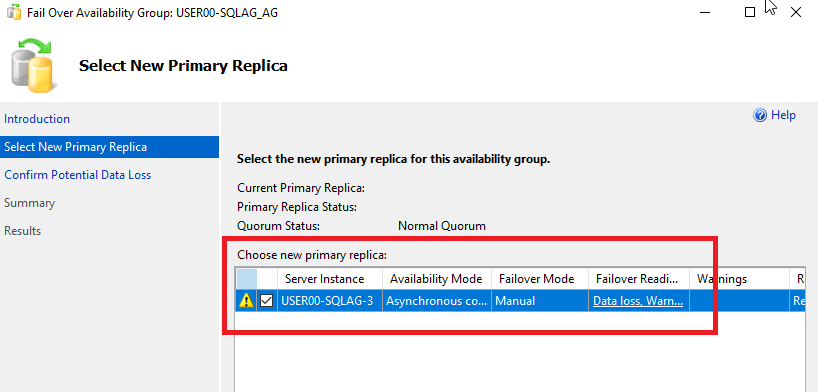 Fail Over Availability Group: USER00-SQLAG_AG
Select New Primary Replica
Help
Introduction
Select New Primary Replica
Confirm Potential Data Loss
Summary
Results
Select the new primary replica for this availability group.
Current Primary Replica:
Primary Replica Status:
Quorum Status: Normal Quorum
Choose new primary replica:
Server Instance Availability Mode Failover Mode Failover Readi... Warnings R
USER00-SQLAG-3 Asynchronous co... Manual Data loss, Warn... Re